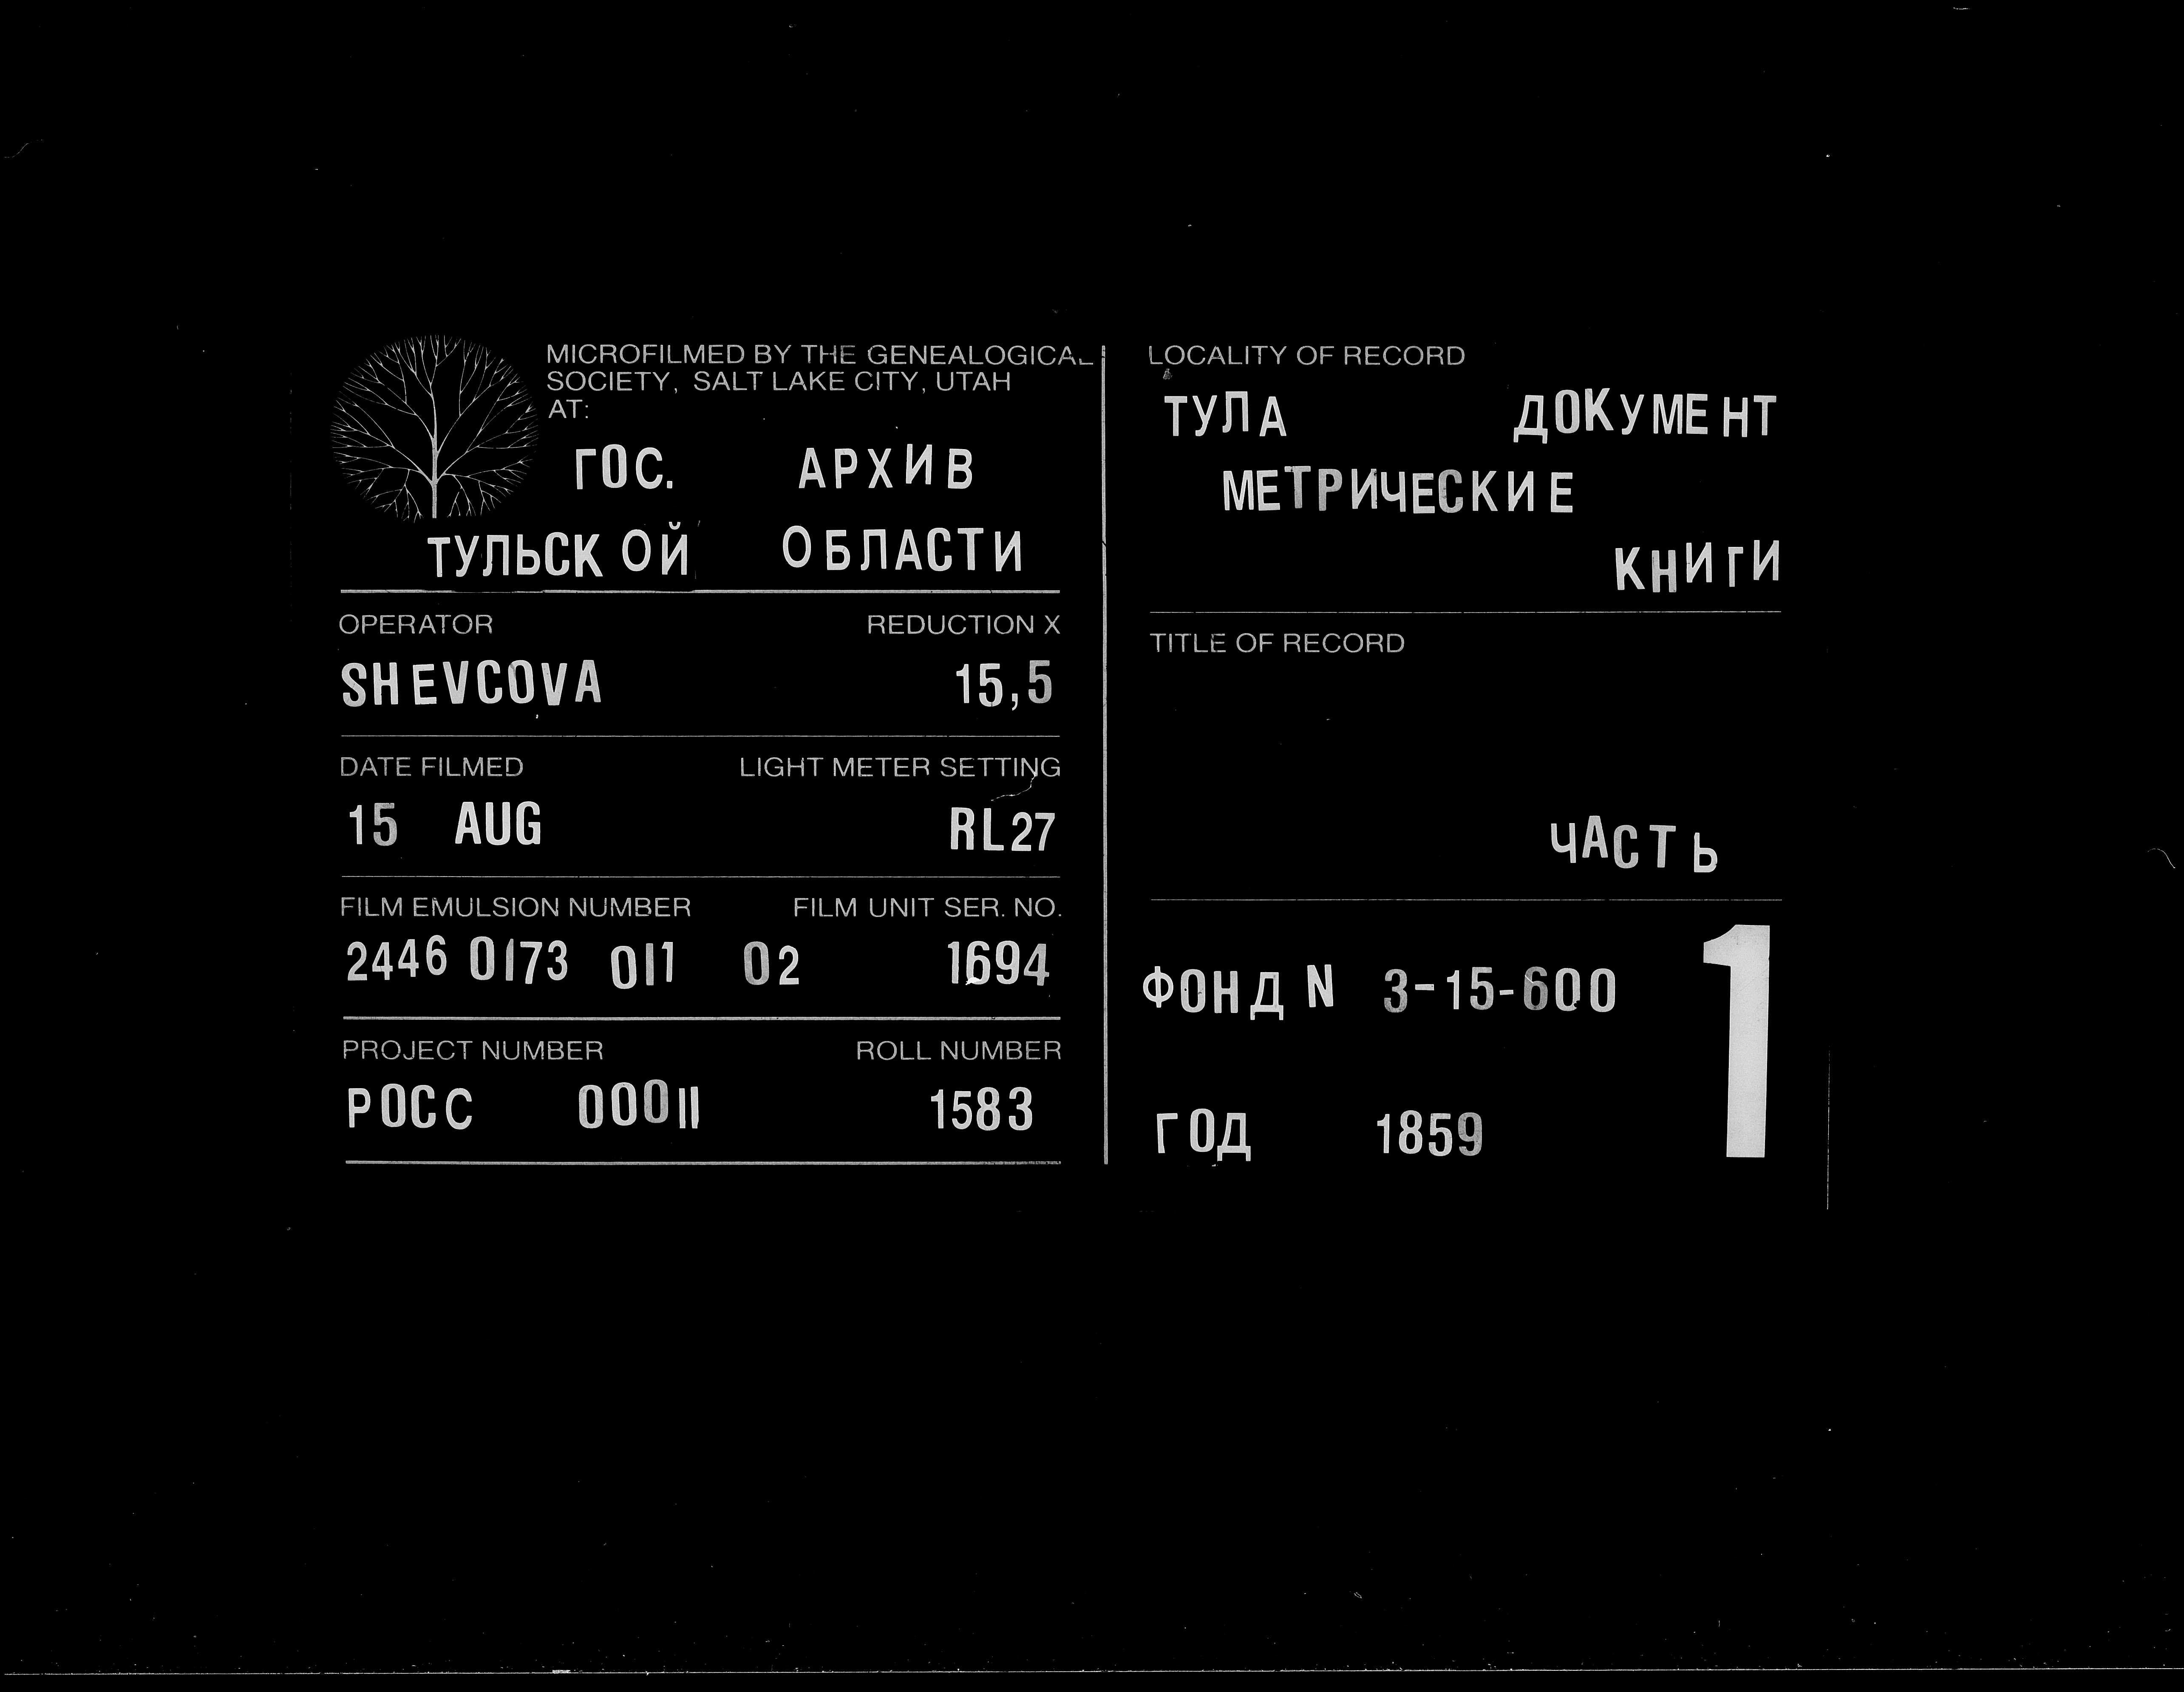 MICROFILMED BY THE GENEALOGICAL
SOCIETY, SALT LAKE CITY, UTAH
AT:
ГОС. АРХИВ
ТУЛЬСКОЙ ОБЛАСТИ
OPERATOR REDUCTION X
SHEVCOVA 15,5
DATE FILMED LIGHT METER SETTING
15 AUG RL27
FILM EMULSION NUMBER FILM UNIT SER. NO.
2446 0173 011 02 1694
PROJECT NUMBER ROLL NUMBER
РОСС 00011 1583
LOCALITY OF RECORD
ТУЛА ДОКУМЕНТ
МЕТРИЧЕСКИЕ
КНИГИ
TITLE OF RECORD
ЧАСТЬ
1
ФОНД N 3-15-600
ГОД 1859